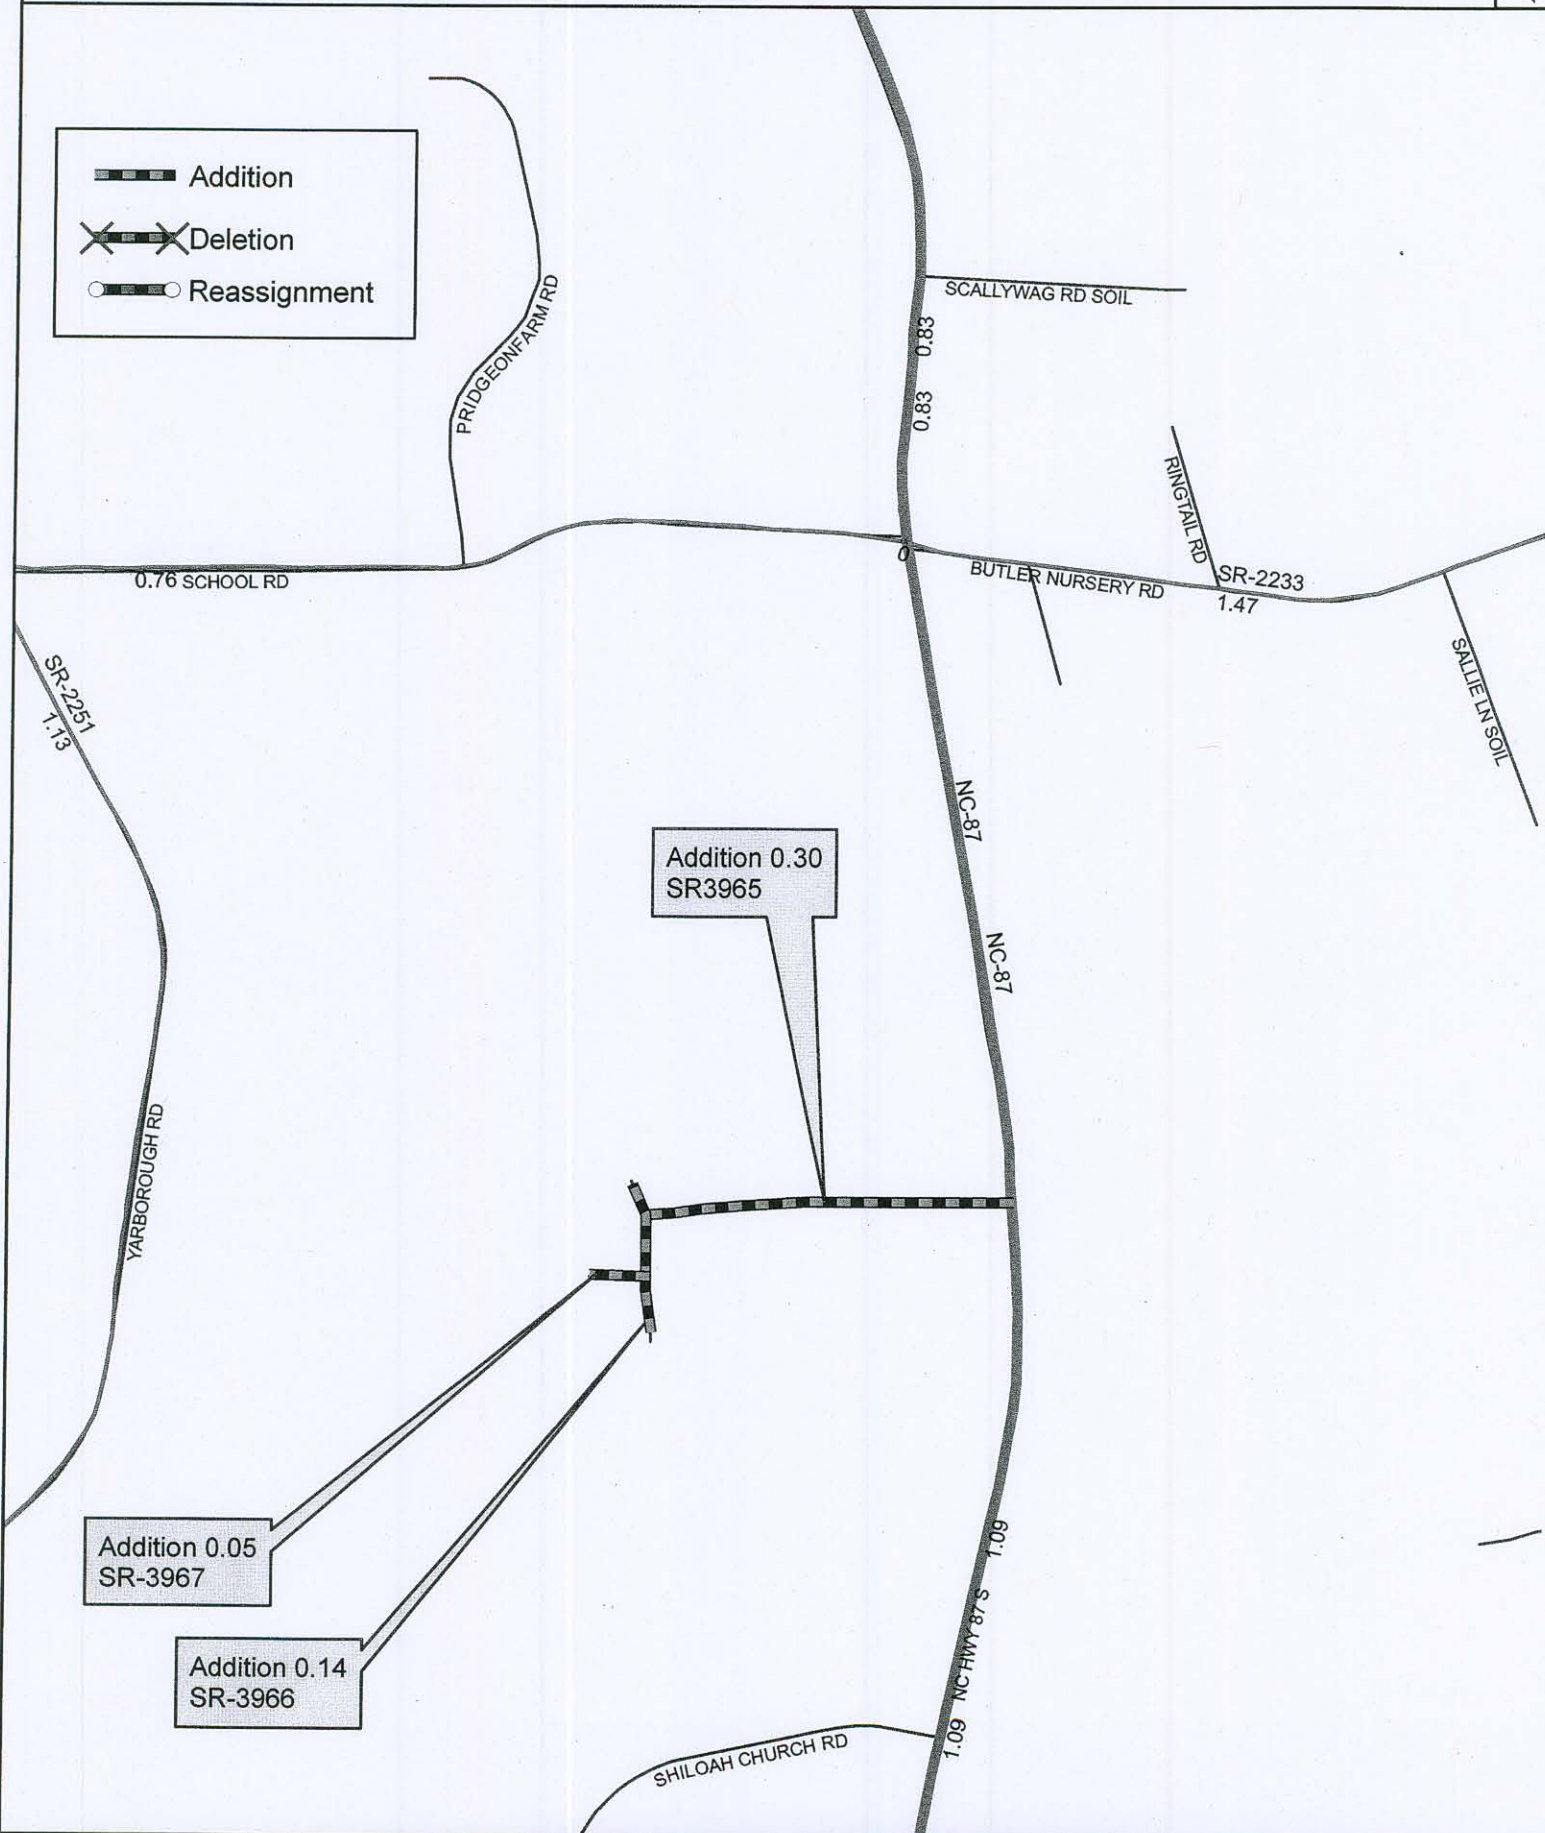 Addition
Deletion
Reassignment
PRIDGEONFARM RD
SCALLYWAG RD SOIL
0.83
0.83
RINGTAIL RD
0
BUTLER NURSERY RD
SR-2233
1.47
0.76 SCHOOL RD
SALLIE LN SOIL
SR-2251
1.13
NC-87
Addition 0.30
SR3965
NC-87
YARBOROUGH RD
Addition 0.05
SR-3967
1.09
NC HWY 87 S
Addition 0.14
SR-3966
1.09
SHILOAH CHURCH RD